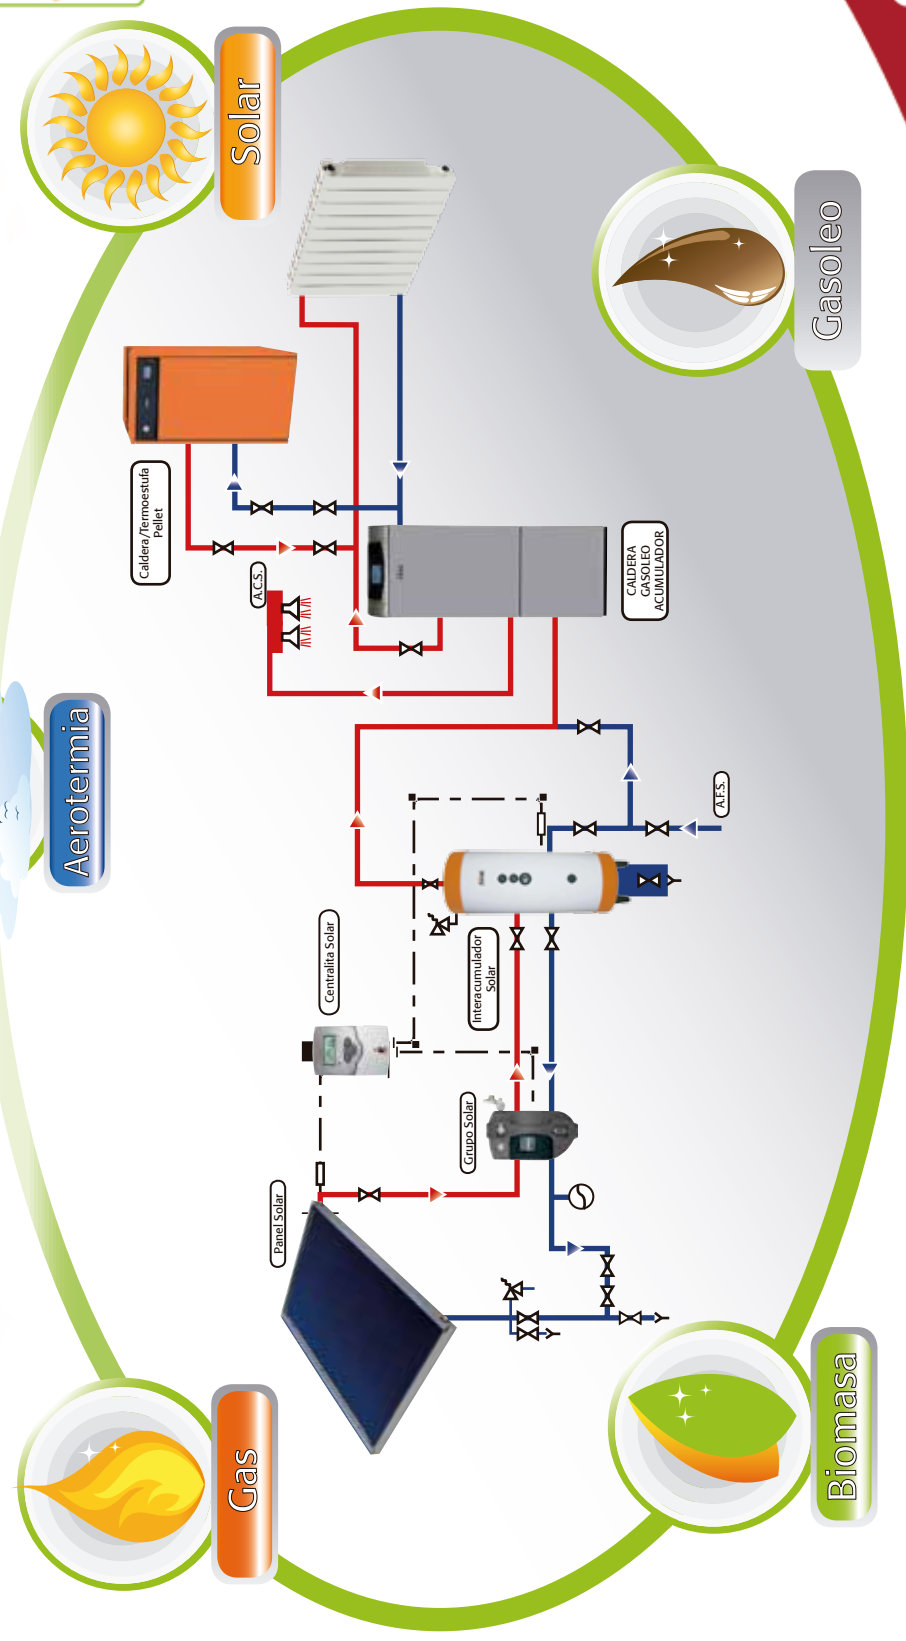 Gas
Aerotermia
Solar
Panel Solar
Centralita Solar
Caldera/Termoestufa
Pellet
A.C.S.
Grupo Solar
Interacumulador
Solar
CALDERA
GASOLEO
ACUMULADOR
A.F.S.
Biomasa
Gasoleo